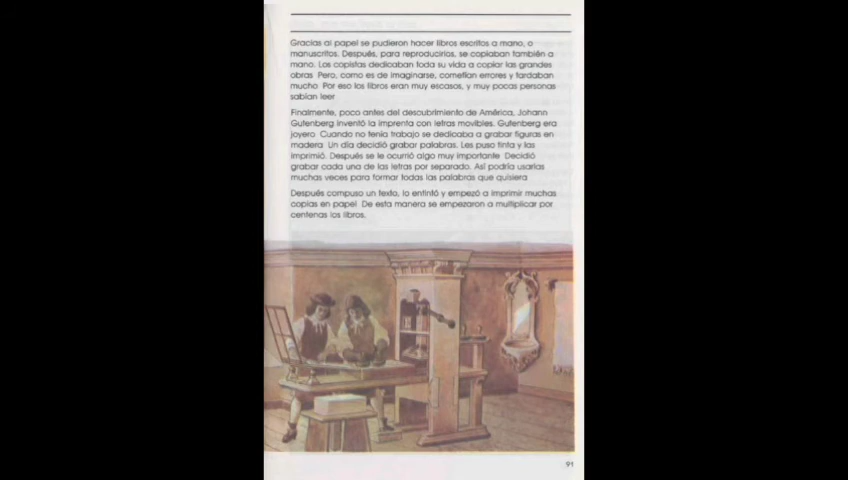 Gracias al papel se pudieron hacer libros escritos a mano, o
manuscritos. Después, para reproducirlos, se copiaban también a
mano. Los copistas dedicaban toda su vida a copiar las grandes
obras Pero, como es de imaginarse, cometían errores y tardaban
mucho Por eso los libros eran muy escasos, y muy pocas personas
sabían leer
Finalmente, poco antes del descubrimiento de América, Johann
Gutenberg inventó la imprenta con letras movibles. Gutenberg era
joyero Cuando no tenía trabajo se dedicaba a grabar figuras en
madera Un día decidió grabar palabras. Les puso tinta y las
imprimió. Después se le ocurrió algo muy importante Decidió
grabar cada una de las letras por separado. Así podría usarlas
muchas veces para formar todas las palabras que quisiera
Después compuso un texto, lo entintó y empezó a imprimir muchas
copias en papel De esta manera se empezaron a multiplicar por
centenas los libros.
91